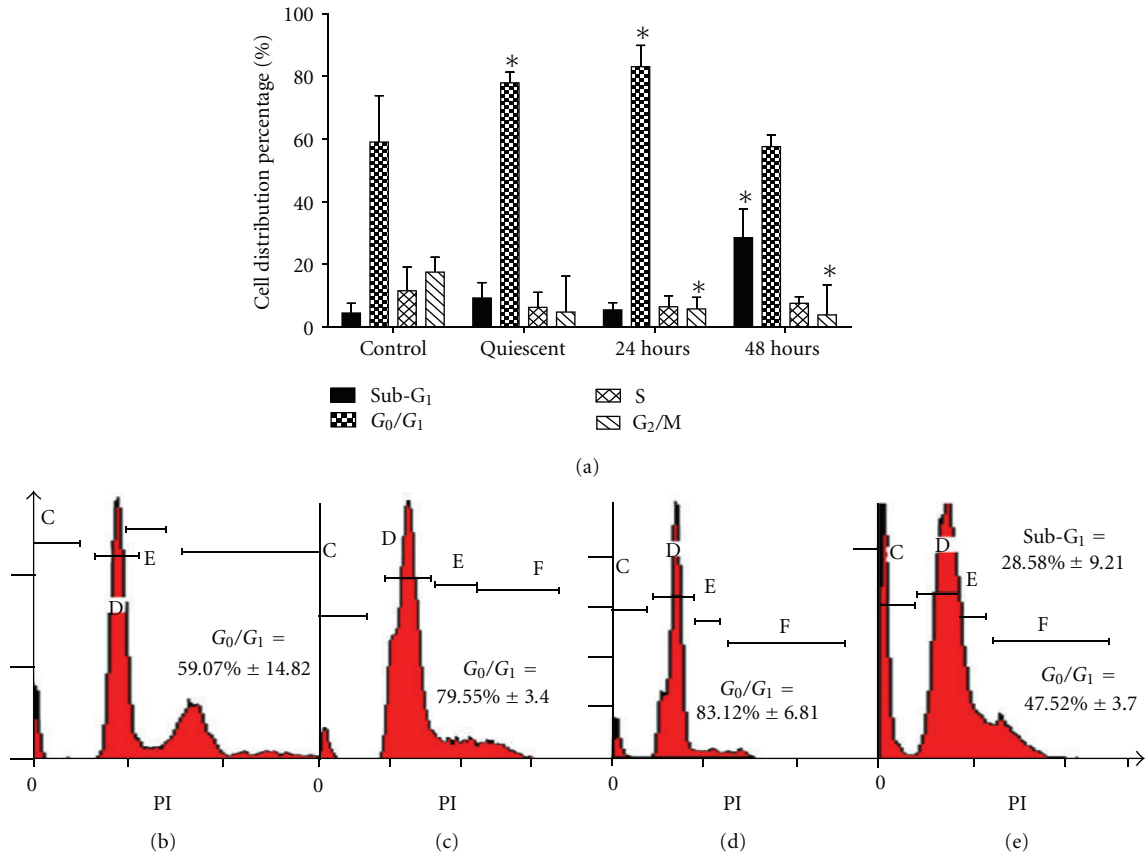 Cell distribution percentage (%)
100
80
60
40
20
0
*
*
*
*
*
Control Quiescent 24 hours 48 hours
Sub-G₁
G₀/G₁
S
G₂/M
(a)
C
E
D
G₀/G₁ =
59.07% ± 14.82
0
PI
(b)
C
D
E
F
G₀/G₁ =
79.55% ± 3.4
0
PI
(c)
C
D
E
F
G₀/G₁ =
83.12% ± 6.81
0
PI
(d)
C
D
E
F
Sub-G₁ =
28.58% ± 9.21
G₀/G₁ =
47.52% ± 3.7
0
PI
(e)